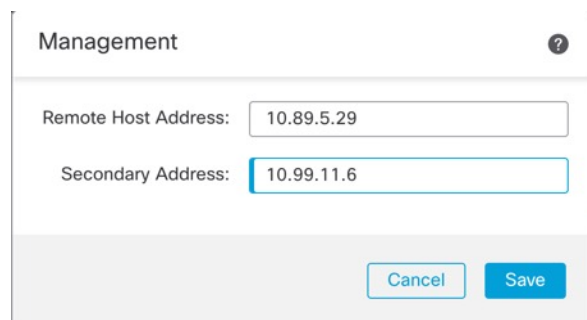 Management
?
Remote Host Address: 10.89.5.29
Secondary Address: 10.99.11.6
Cancel Save